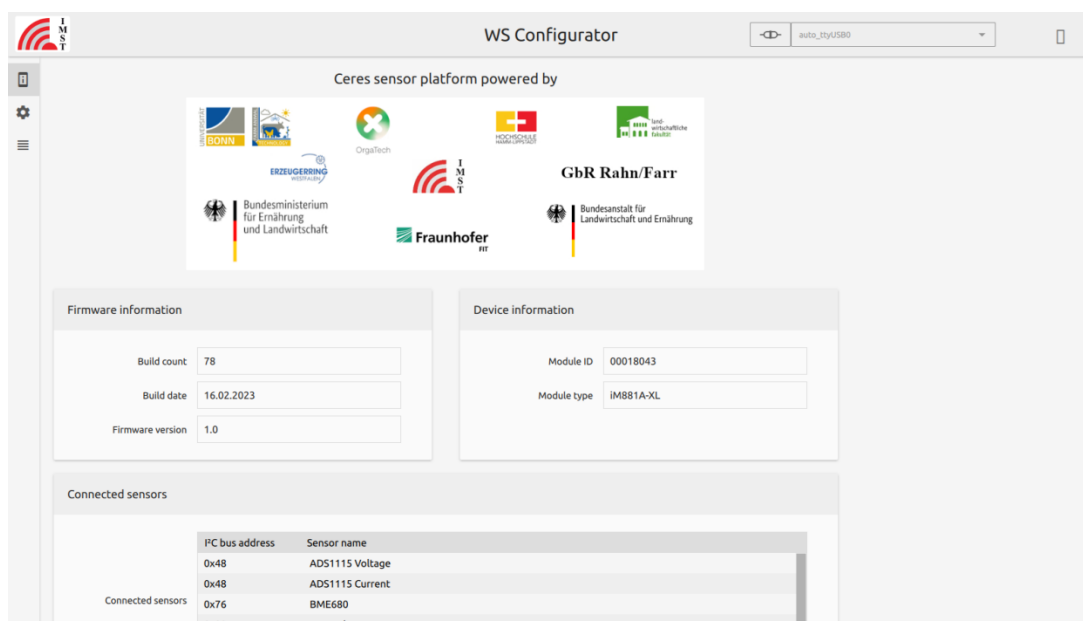 I
M
S
T
WS Configurator
auto_ttyUSB0
Ceres sensor platform powered by
UNIVERSITÄT
BONN
OrgaTech
HOCHSCHULE
HAMM-LIPPSTADT
land-
wirtschaftliche
fakultät
ERZEUGERRING
WESTFALEN
I
M
S
T
GbR Rahn/Farr
Bundesministerium
für Ernährung
und Landwirtschaft
Fraunhofer
FIT
Bundesanstalt für
Landwirtschaft und Ernährung
Firmware information
Device information
Build count 78
Module ID 00018043
Build date 16.02.2023
Module type iM881A-XL
Firmware version 1.0
Connected sensors
I²C bus address Sensor name
0x48 ADS1115 Voltage
0x48 ADS1115 Current
Connected sensors 0x76 BME680